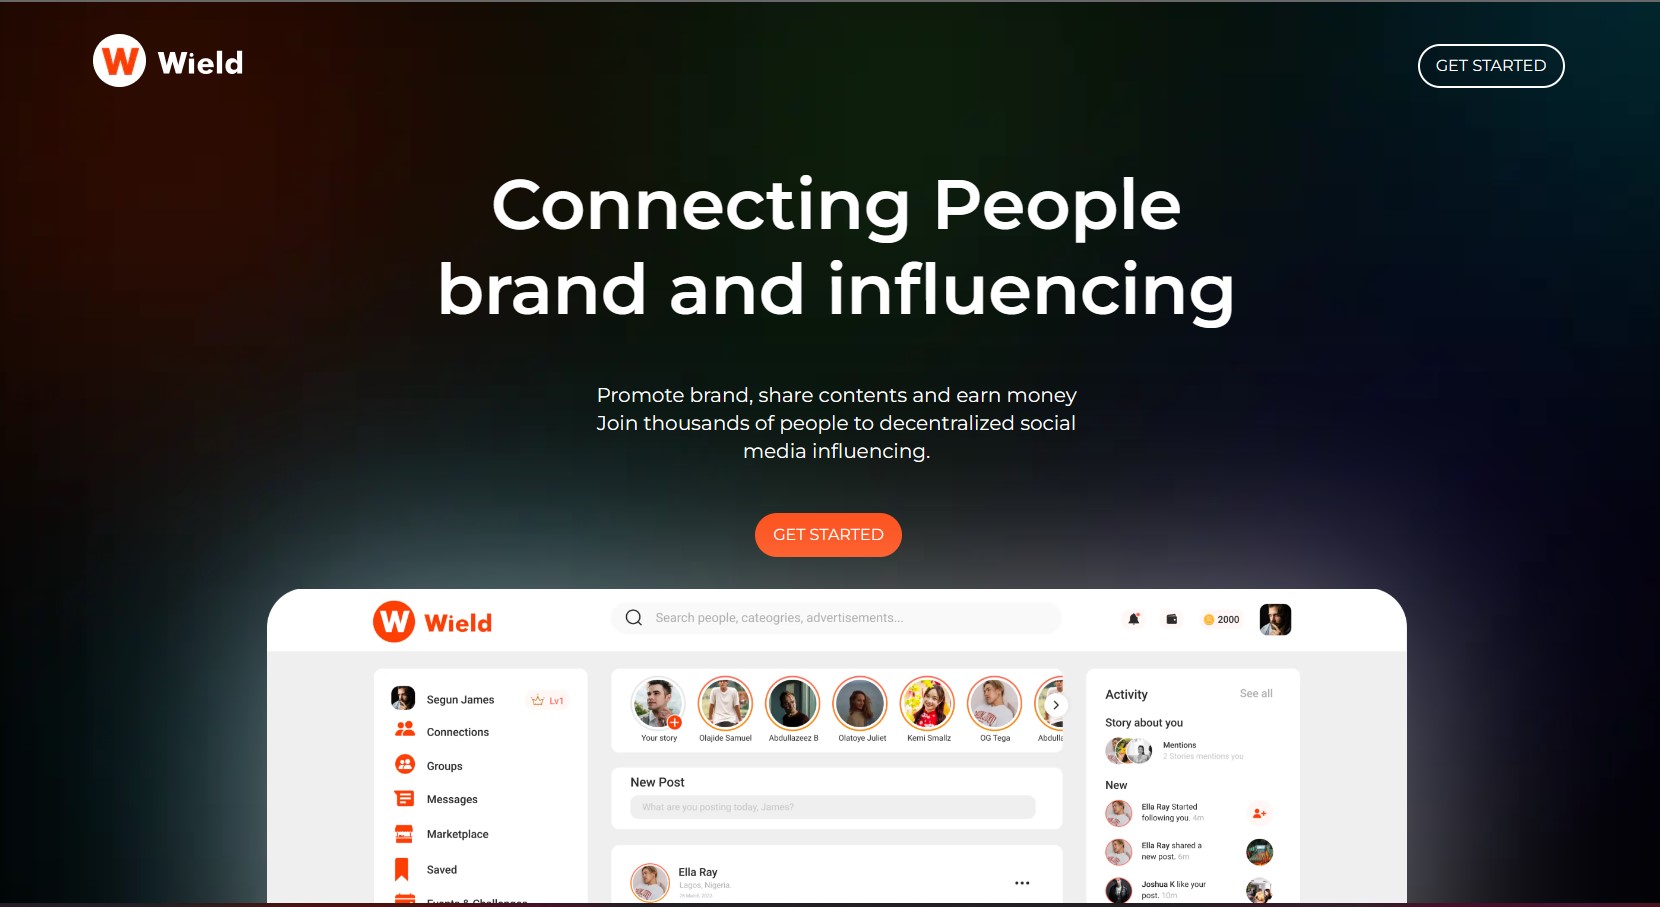 W Wield
GET STARTED
Connecting People
brand and influencing
Promote brand, share contents and earn money
Join thousands of people to decentralized social
media influencing.
GET STARTED
W Wield
Search people, cateogries, advertisements...
2000
Segun James
Lv1
Connections
Groups
Messages
Marketplace
Saved
Events & Challenges
Your story
Olajide Samuel
Abdullazeez B
Olatoye Juliet
Kemi Smallz
OG Tega
Abdulla
New Post
What are you posting today, James?
Ella Ray
Lagos, Nigeria.
Activity
See all
Story about you
Mentions
2 Stories mentions you
New
Ella Ray Started
following you. 4m
Ella Ray shared a
new post. 6m
Joshua K like your
post. 10m